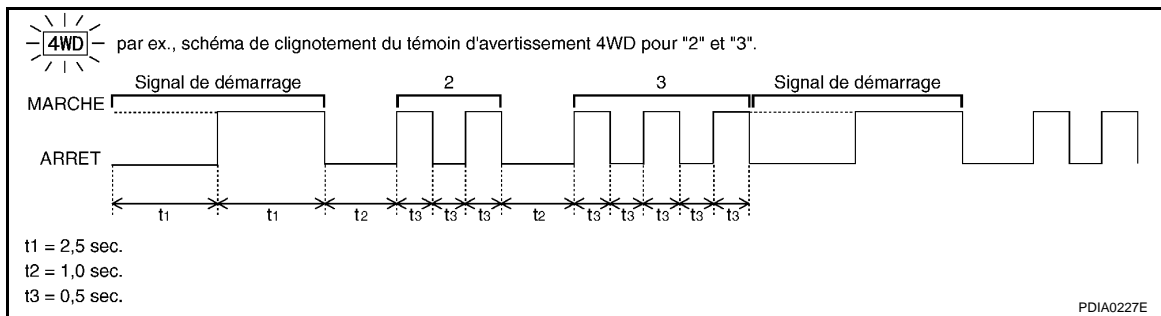 4WD par ex., schéma de clignotement du témoin d'avertissement 4WD pour "2" et "3".
Signal de démarrage 2 3 Signal de démarrage
MARCHE
ARRET
t1 t1 t2 t3 t3 t3 t2 t3 t3 t3 t3 t3
t1 = 2,5 sec.
t2 = 1,0 sec.
t3 = 0,5 sec.
PDIA0227E